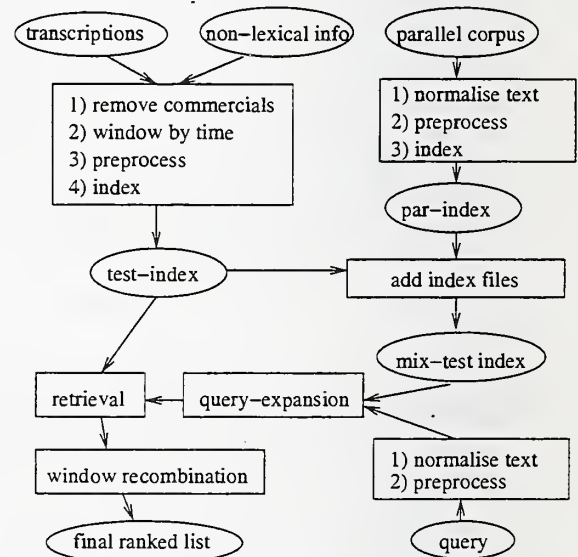 transcriptions
non-lexical info
parallel corpus
1) remove commercials
2) window by time
3) preprocess
4) index
1) normalise text
2) preprocess
3) index
par-index
test-index
add index files
mix-test index
retrieval
query-expansion
window recombination
1) normalise text
2) preprocess
final ranked list
query